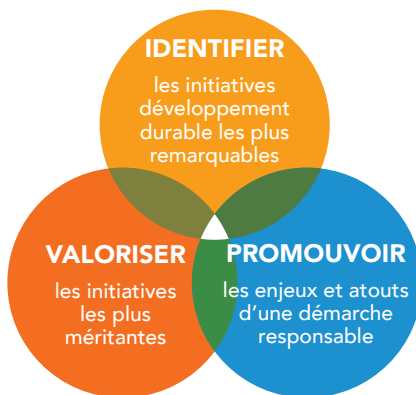 IDENTIFIER
les initiatives
développement
durable les plus
remarquables
VALORISER
les initiatives
les plus
méritantes
PROMOUVOIR
les enjeux et atouts
d'une démarche
responsable